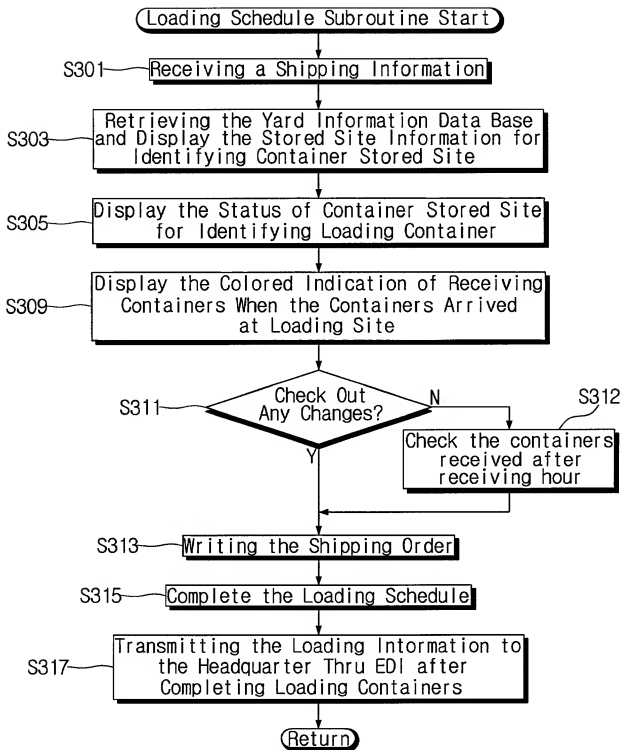 Loading Schedule Subroutine Start
S301
Receiving a Shipping Information
S303
Retrieving the Yard Information Data Base
and Display the Stored Site Information for
Identifying Container Stored Site
S305
Display the Status of Container Stored Site
for Identifying Loading Container
S309
Display the Colored Indication of Receiving
Containers When the Containers Arrived
at Loading Site
S311
Check Out
Any Changes?
N
Y
S312
Check the containers
received after
receiving hour
S313
Writing the Shipping Order
S315
Complete the Loading Schedule
S317
Transmitting the Loading Information to
the Headquarter Thru EDI after
Completing Loading Containers
Return